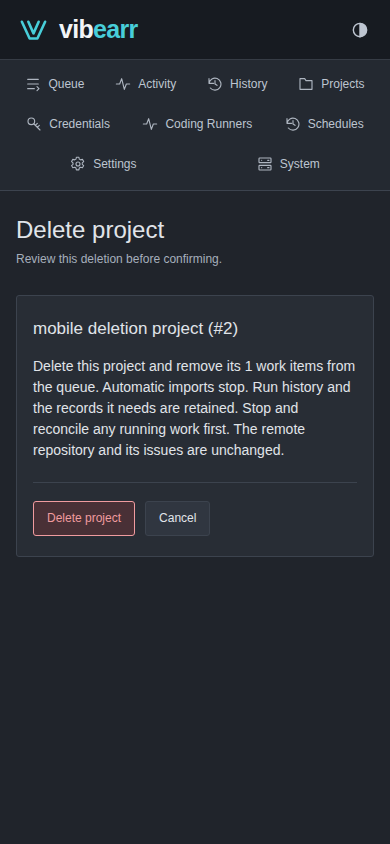 vibearr
Queue Activity History Projects
Credentials Coding Runners Schedules
Settings System
Delete project
Review this deletion before confirming.
mobile deletion project (#2)
Delete this project and remove its 1 work items from
the queue. Automatic imports stop. Run history and
the records it needs are retained. Stop and
reconcile any running work first. The remote
repository and its issues are unchanged.
Delete project Cancel